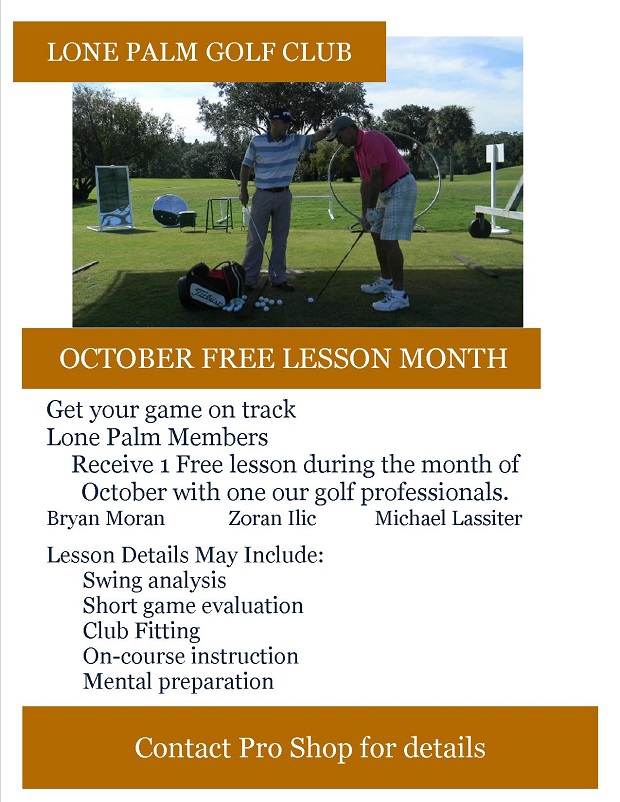 LONE PALM GOLF CLUB
Titleist
OCTOBER FREE LESSON MONTH
Get your game on track
Lone Palm Members
Receive 1 Free lesson during the month of
October with one our golf professionals.
Bryan Moran Zoran Ilic Michael Lassiter
Lesson Details May Include:
Swing analysis
Short game evaluation
Club Fitting
On-course instruction
Mental preparation
Contact Pro Shop for details